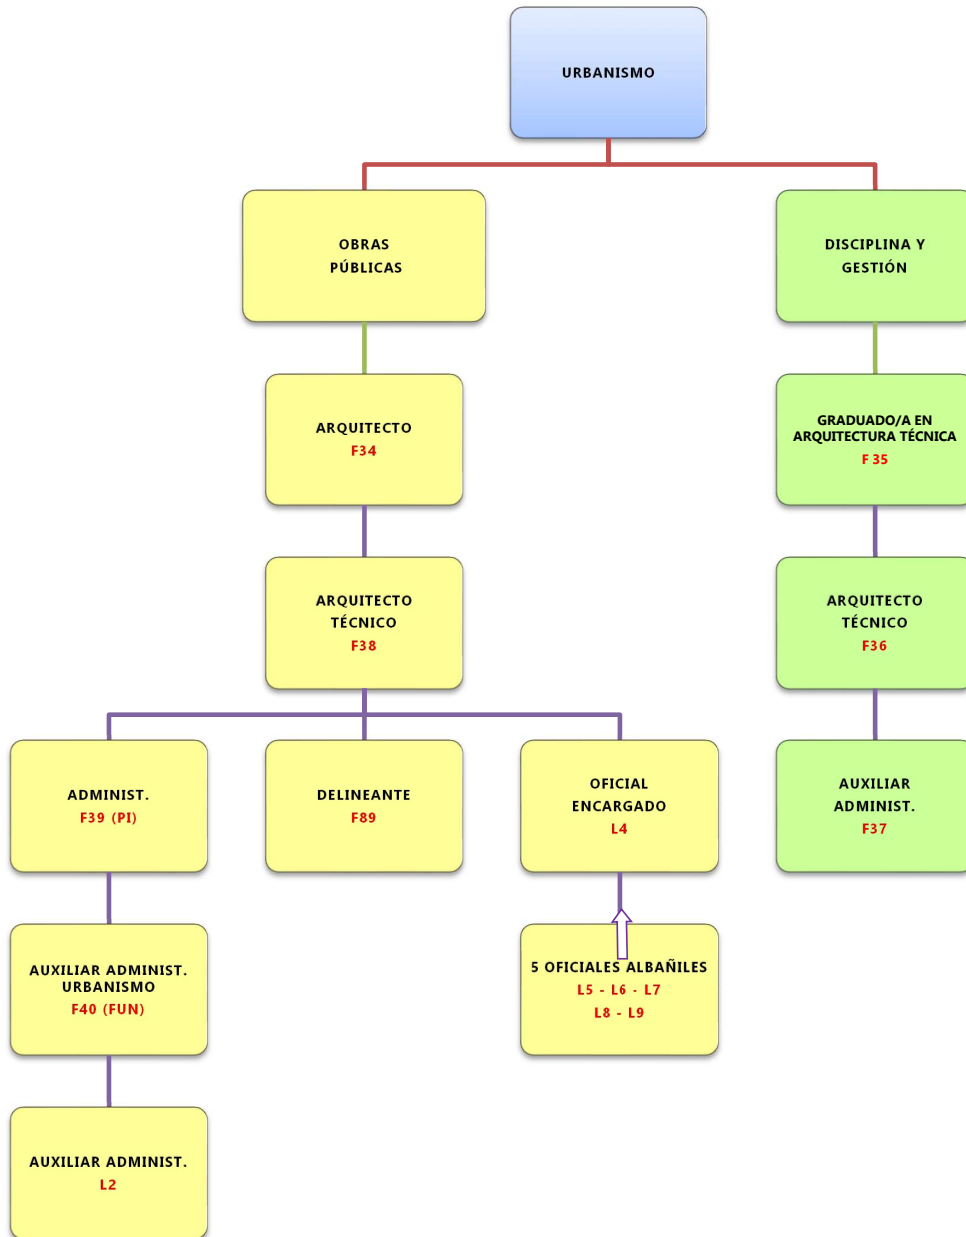 URBANISMO
OBRAS
PÚBLICAS
DISCIPLINA Y
GESTIÓN
ARQUITECTO
F34
GRADUADO/A EN
ARQUITECTURA TÉCNICA
F 35
ARQUITECTO
TÉCNICO
F38
ARQUITECTO
TÉCNICO
F36
ADMINIST.
F39 (PI)
DELINEANTE
F89
OFICIAL
ENCARGADO
L4
AUXILIAR
ADMINIST.
F37
AUXILIAR ADMINIST.
URBANISMO
F40 (FUN)
5 OFICIALES ALBAÑILES
L5 - L6 - L7
L8 - L9
AUXILIAR ADMINIST.
L2